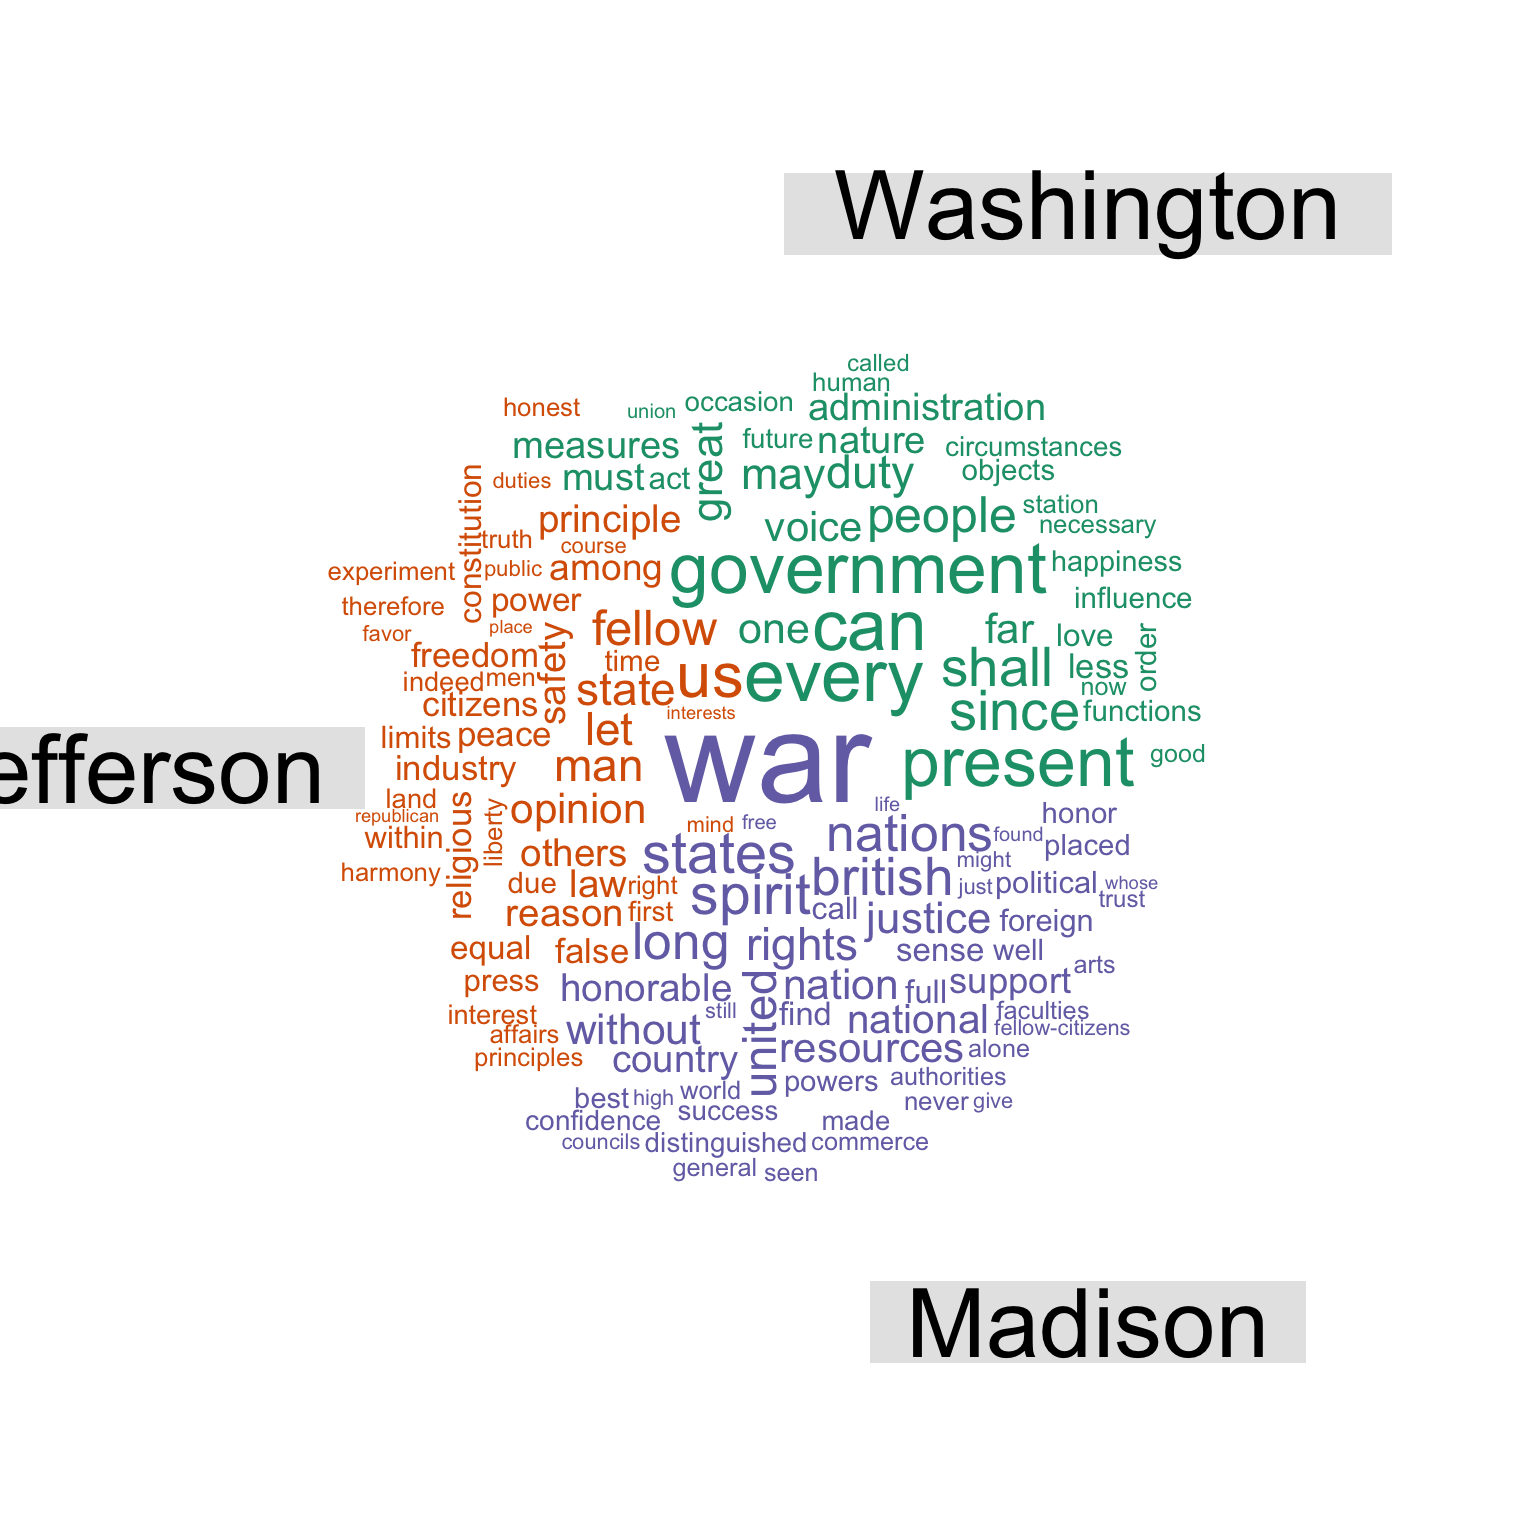 Washington
called
human
honest
union
occasion
administration
measures
great
future
nature
circumstances
constitution
duties
must
act
may
duty
objects
principle
voice
people
station
necessary
truth
course
experiment
public
among
government
happiness
therefore
power
influence
favor
place
safety
fellow
one
can
far
love
order
freedom
time
shall
less
indeed
men
state
us
every
now
citizens
interests
since
functions
limits
peace
let
war
present
good
efferson
industry
man
land
republican
religious
liberty
opinion
life
honor
within
mind
free
nations
found
placed
harmony
others
states
british
might
due
law
right
spirit
just
political
whose
trust
reason
first
call
justice
foreign
equal
false
long
rights
sense
well
arts
press
honorable
united
nation
full
support
interest
still
find
national
faculties
fellow-citizens
affairs
without
principles
country
resources
alone
best
high
world
powers
authorities
never
give
confidence
success
made
councils
distinguished
commerce
general
seen
Madison